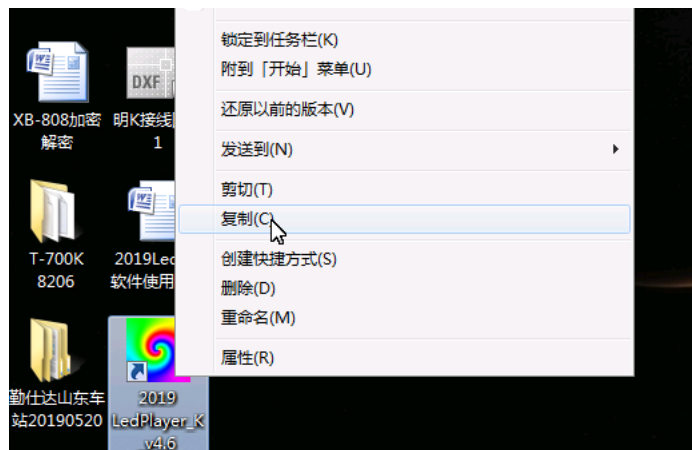 锁定到任务栏(K)
附到「开始」菜单(U)
还原以前的版本(V)
发送到(N)
剪切(T)
复制(C)
创建快捷方式(S)
删除(D)
重命名(M)
属性(R)
XB-808加密
解密
DXF
明K接线
1
T-700K
8206
2019Led
软件使用
勤仕达山东车
站20190520
2019
LedPlayer_K
v4.6